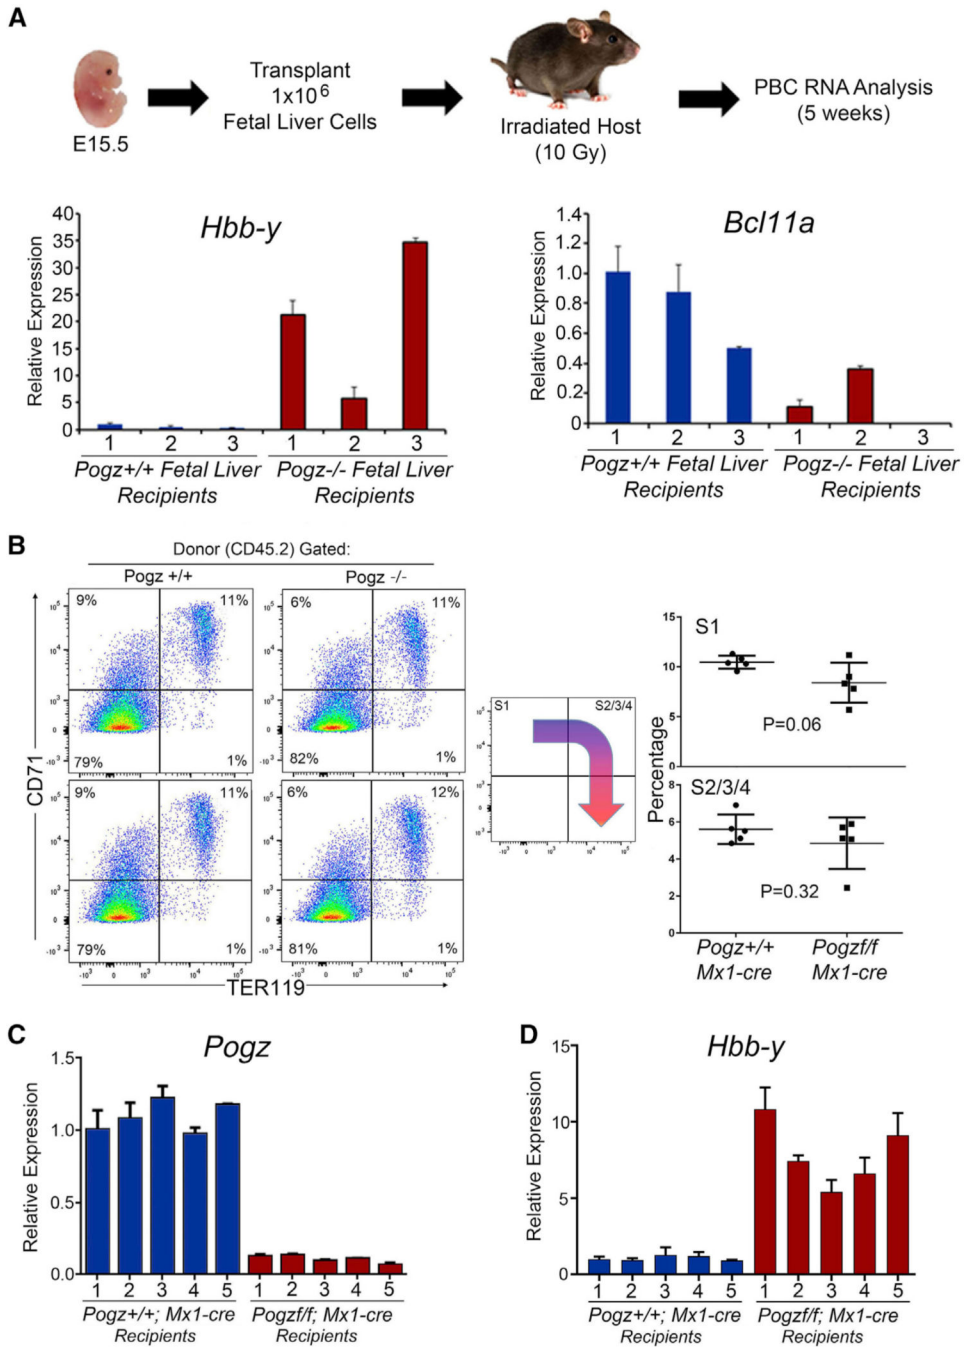 A
E15.5
Transplant
1x10⁶
Fetal Liver Cells
Irradiated Host
(10 Gy)
PBC RNA Analysis
(5 weeks)
Hbb-y
Relative Expression
40
35
30
25
20
15
10
5
0
1 2 3 1 2 3
Pogz+/+ Fetal Liver Recipients
Pogz-/- Fetal Liver Recipients
Bcl11a
Relative Expression
1.4
1.2
1.0
0.8
0.6
0.4
0.2
0
1 2 3 1 2 3
Pogz+/+ Fetal Liver Recipients
Pogz-/- Fetal Liver Recipients
B
Donor (CD45.2) Gated:
Pogz +/+
Pogz -/-
9% 11%
79% 1%
6% 11%
82% 1%
9% 11%
79% 1%
6% 12%
81% 1%
CD71
TER119
S1 S2/3/4
Percentage
15
10
5
0
S1
P=0.06
8
6
4
2
0
S2/3/4
P=0.32
Pogz+/+
Mx1-cre
Pogzf/f
Mx1-cre
C
Pogz
Relative Expression
1.5
1.0
0.5
0.0
1 2 3 4 5 1 2 3 4 5
Pogz+/+; Mx1-cre
Recipients
Pogzf/f; Mx1-cre
Recipients
D
Hbb-y
Relative Expression
15
10
5
0
1 2 3 4 5 1 2 3 4 5
Pogz+/+; Mx1-cre
Recipients
Pogzf/f; Mx1-cre
Recipients